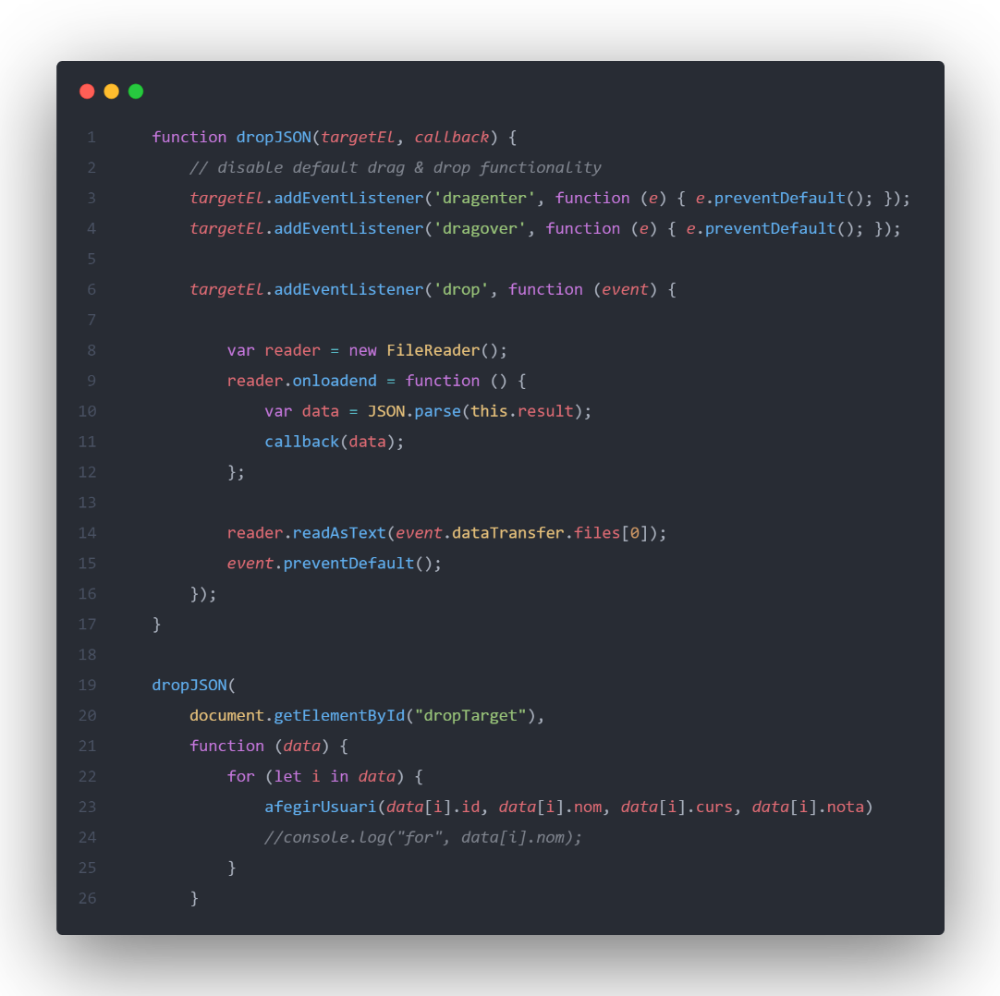 1 function dropJSON(targetEl, callback) {
2 // disable default drag & drop functionality
3 targetEl.addEventListener('dragenter', function (e) { e.preventDefault(); });
4 targetEl.addEventListener('dragover', function (e) { e.preventDefault(); });
5
6 targetEl.addEventListener('drop', function (event) {
7
8 var reader = new FileReader();
9 reader.onloadend = function () {
10 var data = JSON.parse(this.result);
11 callback(data);
12 };
13
14 reader.readAsText(event.dataTransfer.files[0]);
15 event.preventDefault();
16 });
17 }
18
19 dropJSON(
20 document.getElementById("dropTarget"),
21 function (data) {
22 for (let i in data) {
23 afegirUsuari(data[i].id, data[i].nom, data[i].curs, data[i].nota)
24 //console.log("for", data[i].nom);
25 }
26 }